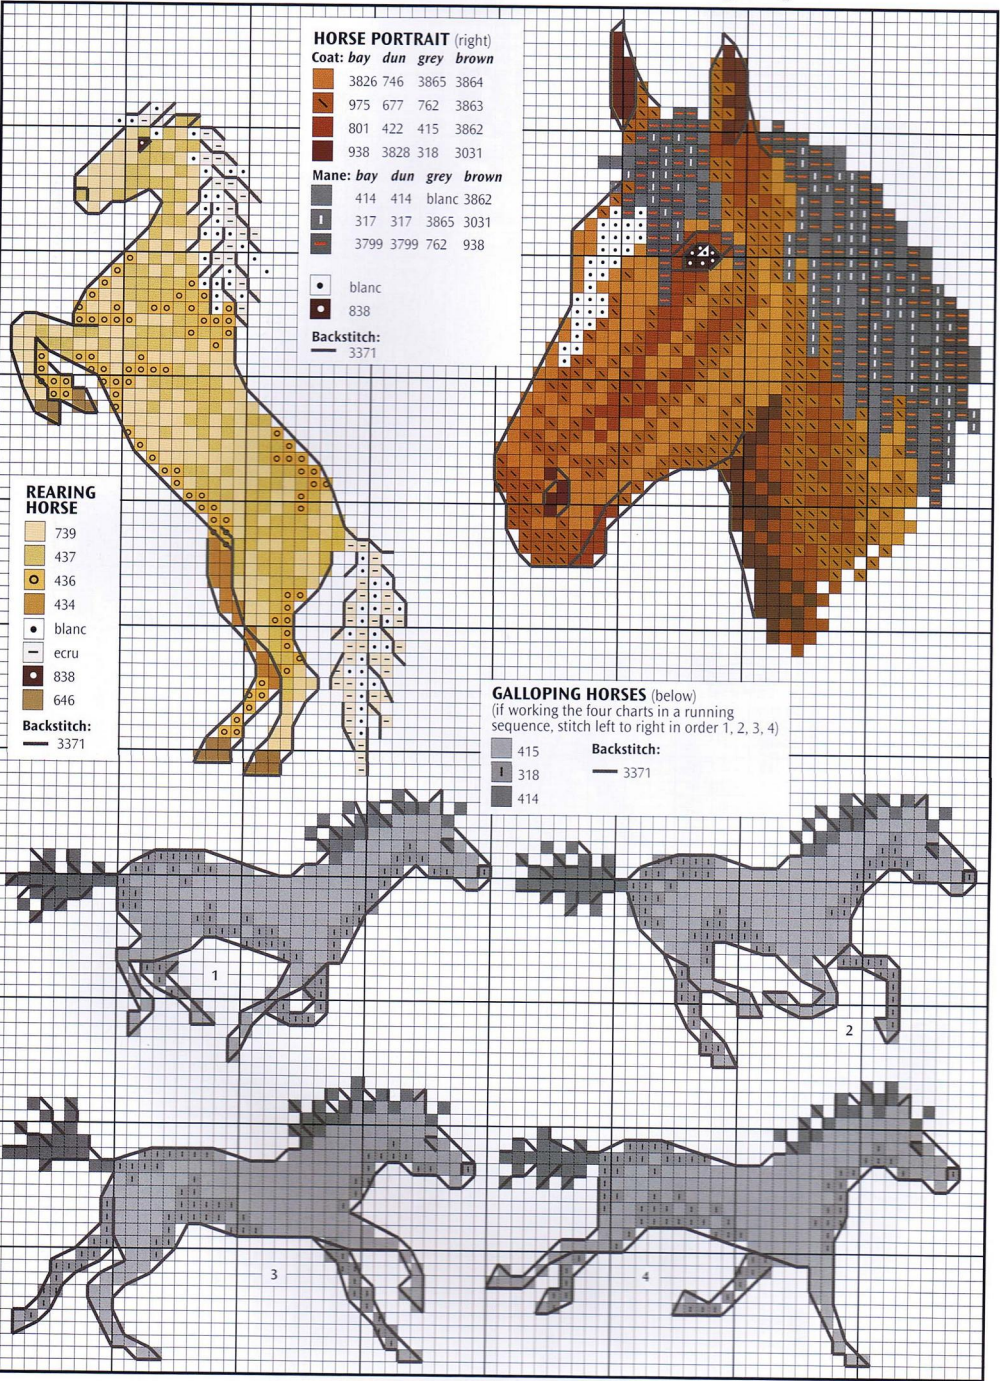 HORSE PORTRAIT (right)
Coat: bay dun grey brown
3826 746 3865 3864
975 677 762 3863
801 422 415 3862
938 3828 318 3031
Mane: bay dun grey brown
414 414 blanc 3862
317 317 3865 3031
3799 3799 762 938
blanc
838
Backstitch:
3371
REARING
HORSE
739
437
436
434
blanc
ecru
838
646
Backstitch:
3371
GALLOPING HORSES (below)
(if working the four charts in a running
sequence, stitch left to right in order 1, 2, 3, 4)
415 Backstitch:
318 3371
414
1
2
3
4